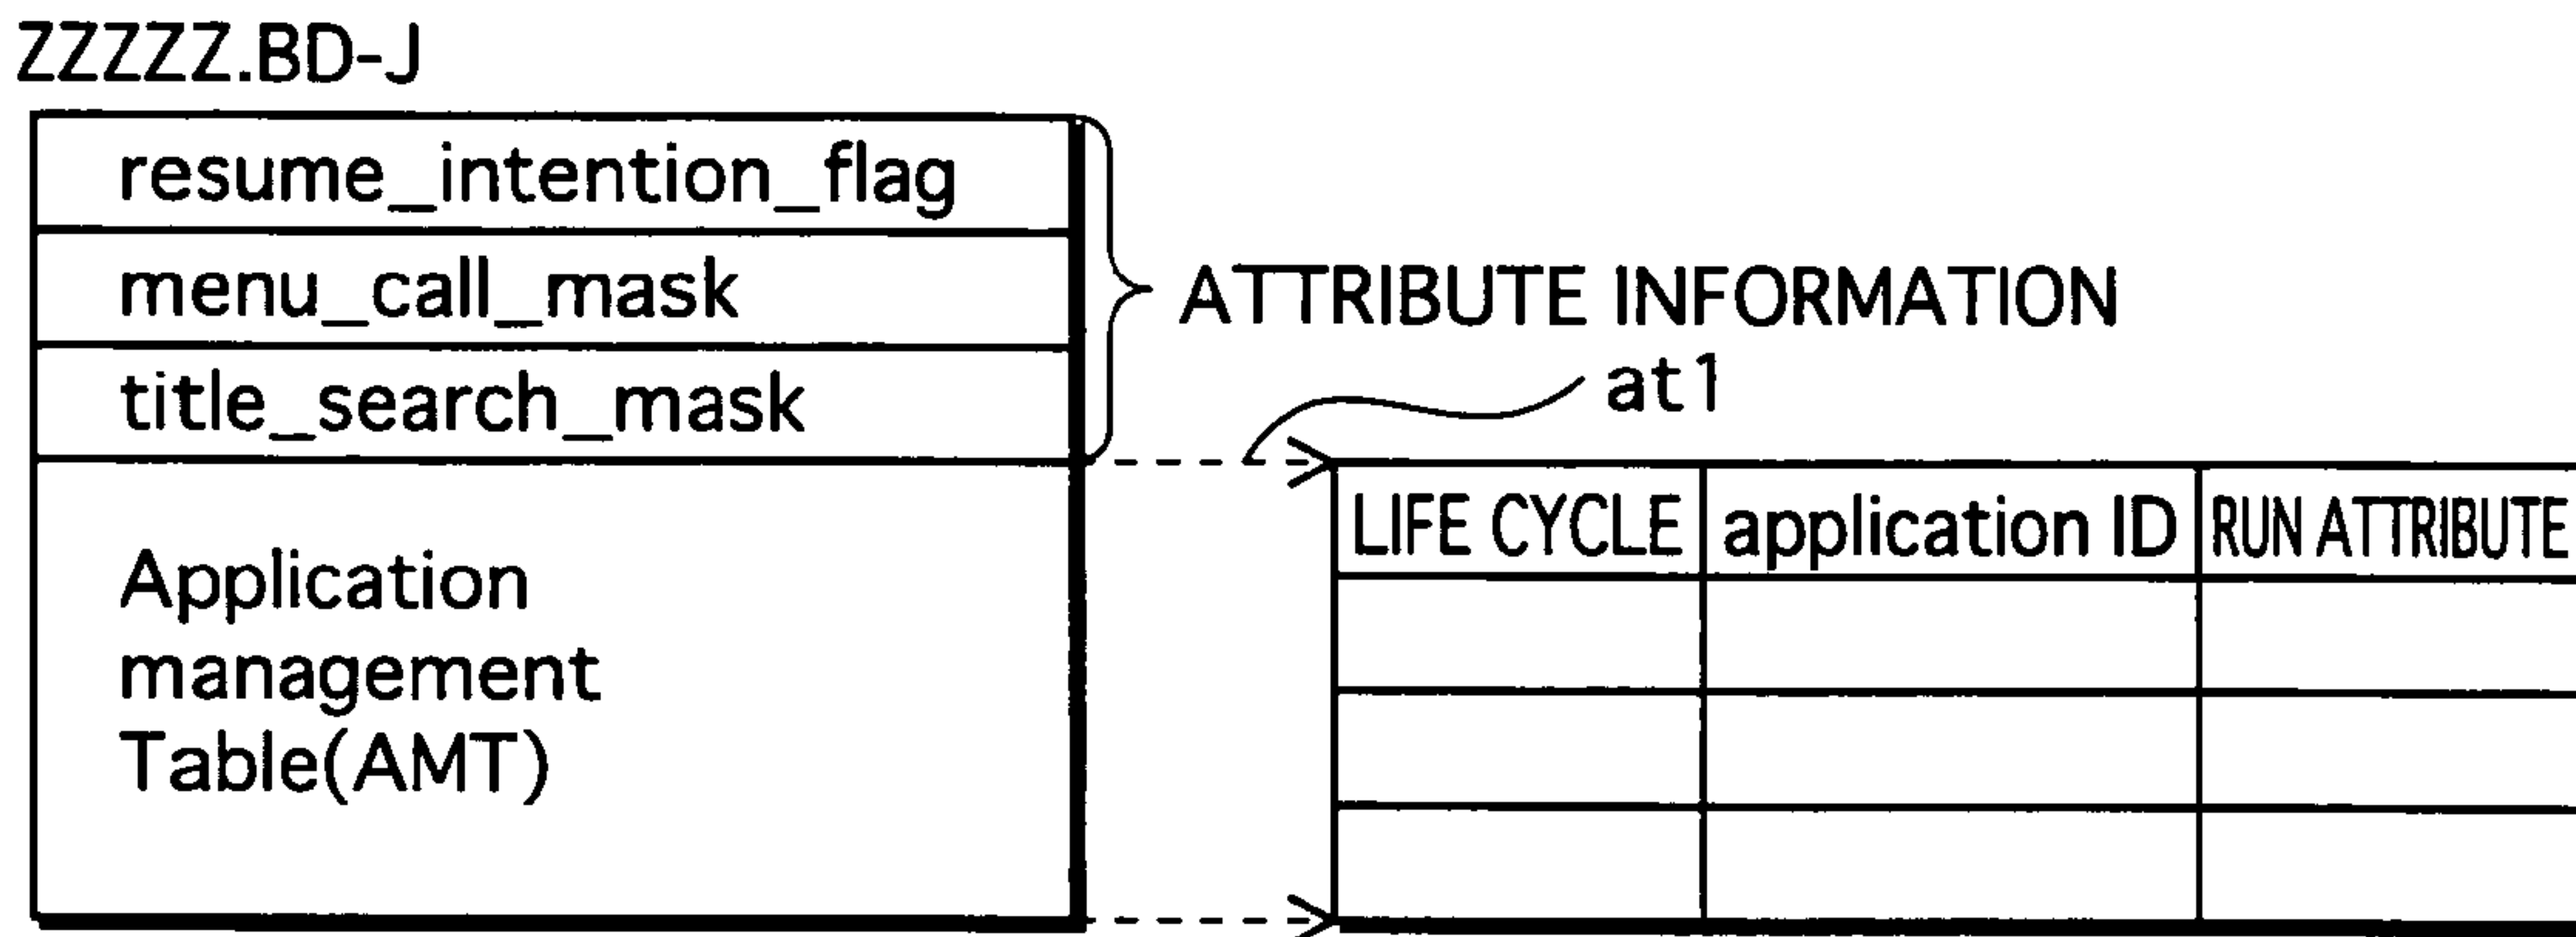 ZZZZZ.BD-J
resume_intention_flag
menu_call_mask
title_search_mask
ATTRIBUTE INFORMATION
at1
Application
management
Table(AMT)
LIFE CYCLE application ID RUN ATTRIBUTE